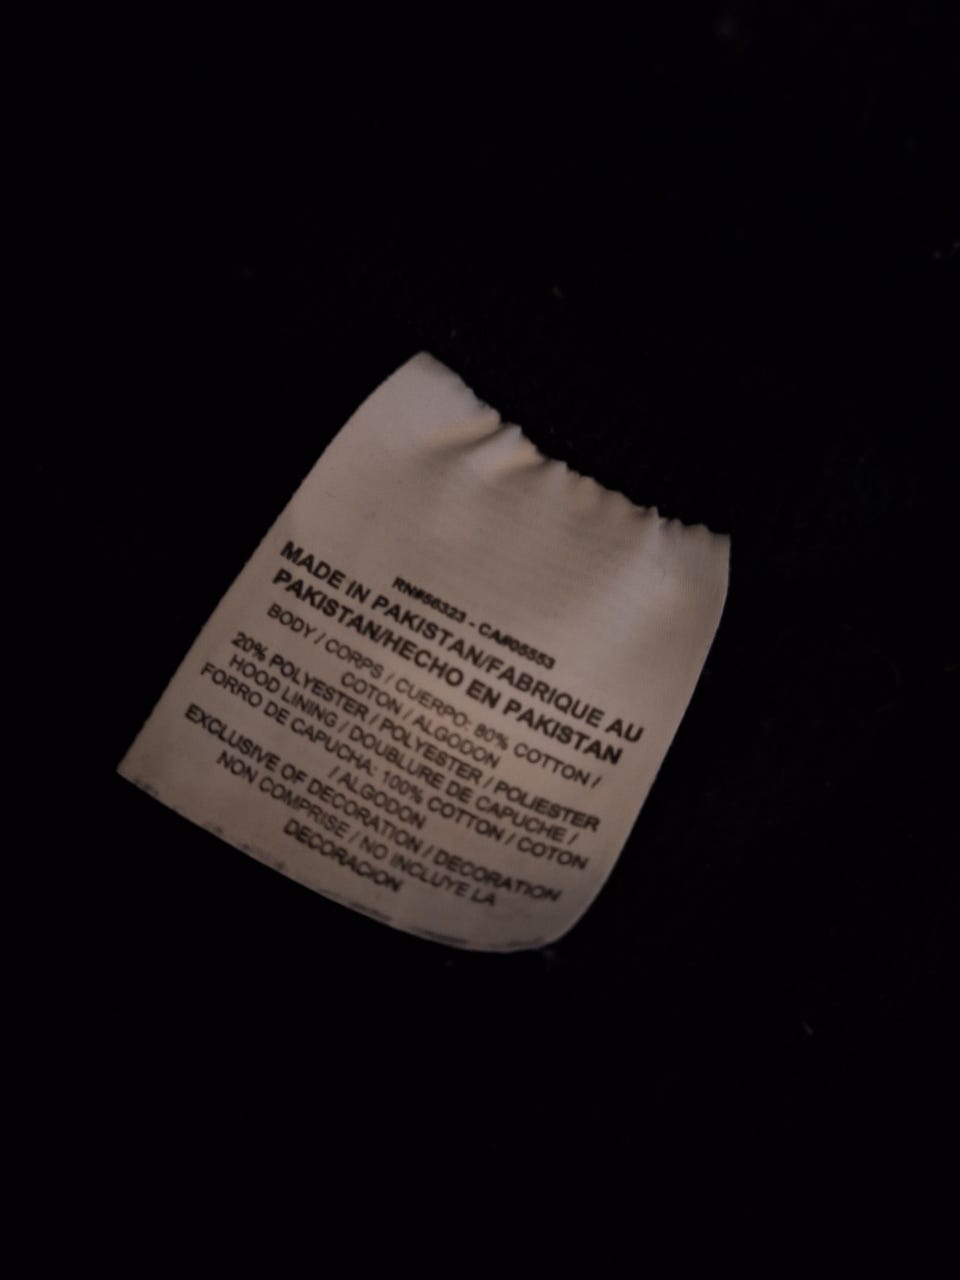 RN#56323 - CA#05553
MADE IN PAKISTAN/FABRIQUE AU
PAKISTAN/HECHO EN PAKISTAN
BODY / CORPS / CUERPO: 80% COTTON /
COTON / ALGODON
20% POLYESTER / POLYESTER / POLIESTER
HOOD LINING / DOUBLURE DE CAPUCHE /
FORRO DE CAPUCHA: 100% COTTON / COTON
/ ALGODON
EXCLUSIVE OF DECORATION / DECORATION
NON COMPRISE / NO INCLUYE LA
DECORACION